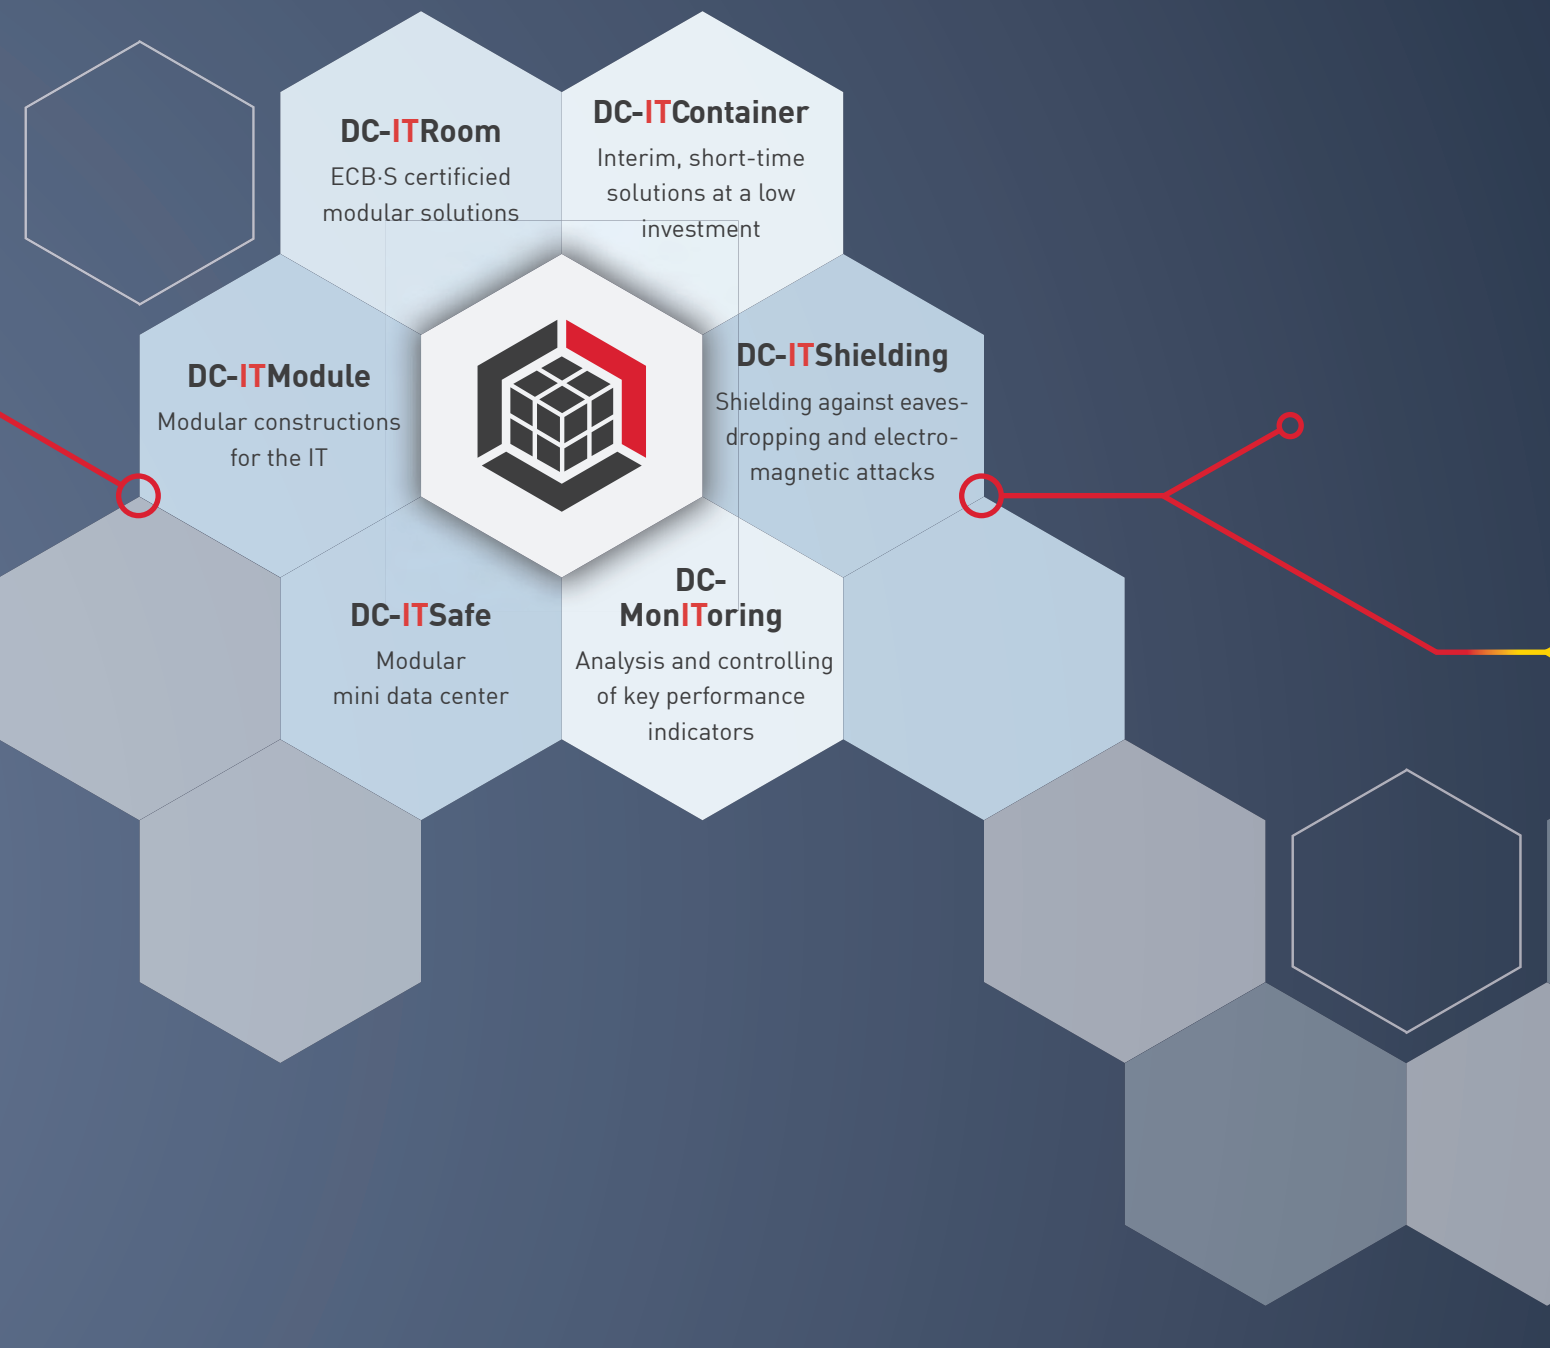 DC-ITRoom
ECB·S certificied
modular solutions
DC-ITContainer
Interim, short-time
solutions at a low
investment
DC-ITModule
Modular constructions
for the IT
DC-ITShielding
Shielding against eaves-
dropping and electro-
magnetic attacks
DC-ITSafe
Modular
mini data center
DC-
MonIToring
Analysis and controlling
of key performance
indicators